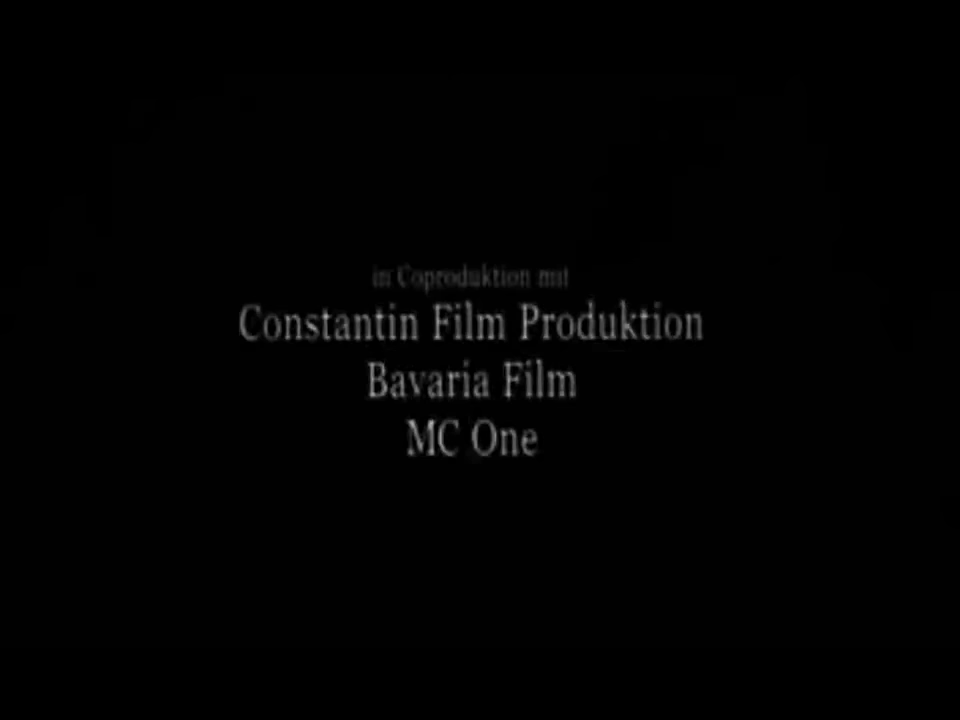 in Coproduktion mit
Constantin Film Produktion
Bavaria Film
MC One